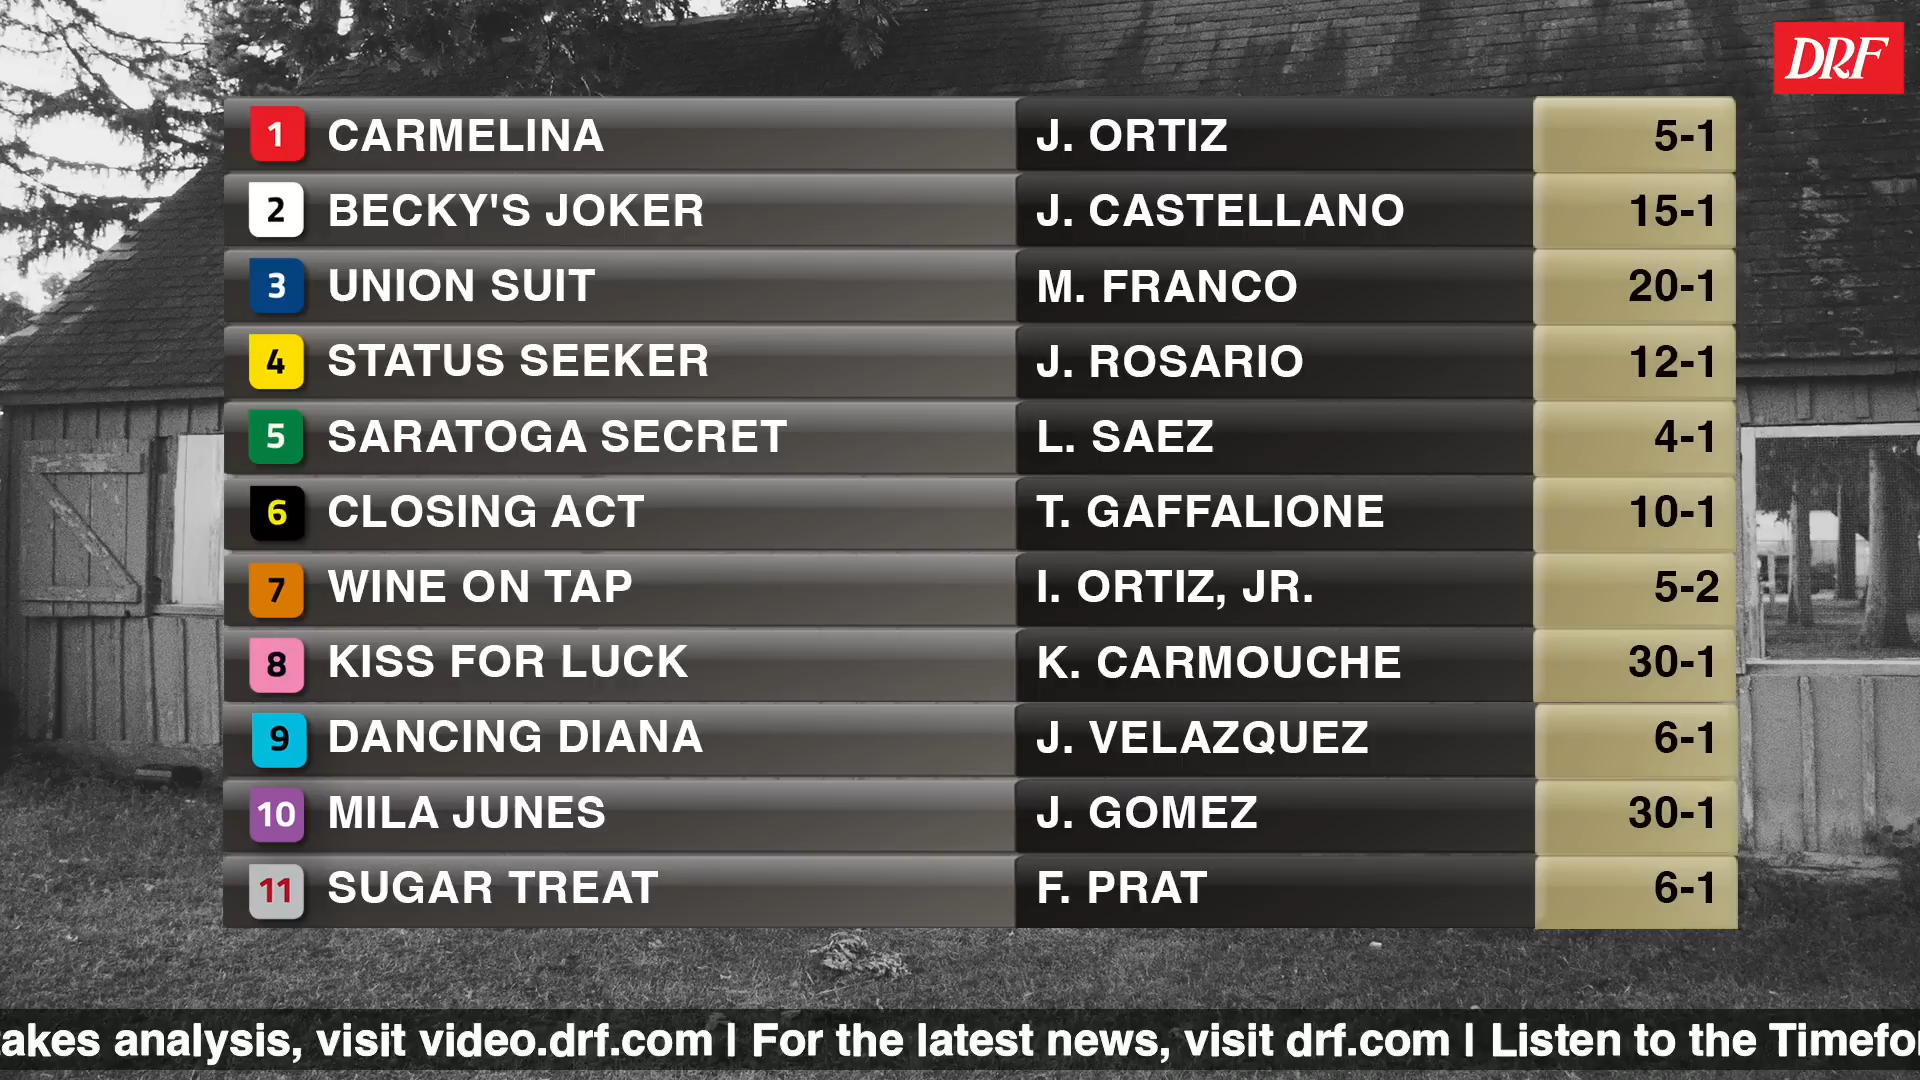 DRF
1 CARMELINA J. ORTIZ 5-1
2 BECKY'S JOKER J. CASTELLANO 15-1
3 UNION SUIT M. FRANCO 20-1
4 STATUS SEEKER J. ROSARIO 12-1
5 SARATOGA SECRET L. SAEZ 4-1
6 CLOSING ACT T. GAFFALIONE 10-1
7 WINE ON TAP I. ORTIZ, JR. 5-2
8 KISS FOR LUCK K. CARMOUCHE 30-1
9 DANCING DIANA J. VELAZQUEZ 6-1
10 MILA JUNES J. GOMEZ 30-1
11 SUGAR TREAT F. PRAT 6-1
akes analysis, visit video.drf.com | For the latest news, visit drf.com | Listen to the Timefo